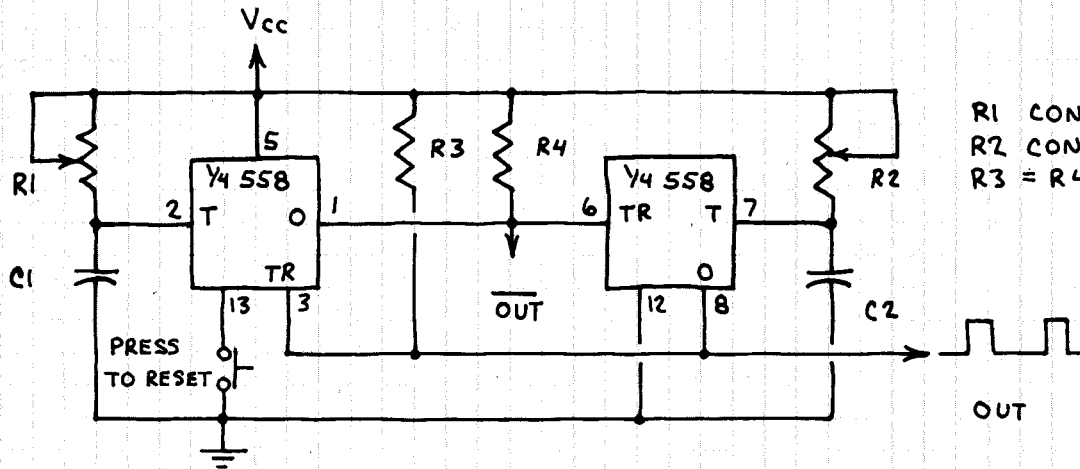 Vcc
5
R1
2
¼ 558
T
O
TR
1
13
3
C1
PRESS
TO RESET
R3
R4
OUT
6
¼ 558
TR
T
O
7
12
8
R2
C2
R1 CON
R2 CON
R3 = R4
OUT